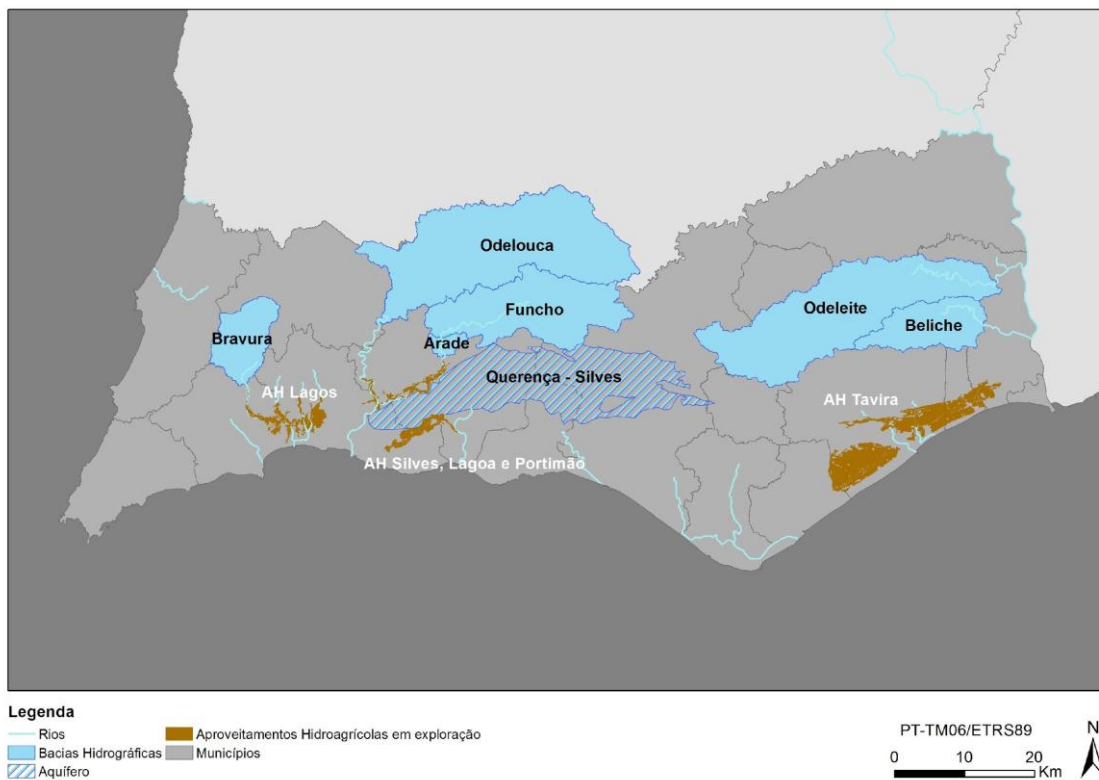 Odelouca
Funcho
Odeleite
Beliche
Bravura
Arade
Querença - Silves
AH Lagos
AH Tavira
AH Silves, Lagoa e Portimão
Legenda
Rios
Bacias Hidrográficas
Aquífero
Aproveitamentos Hidroagrícolas em exploração
Municípios
PT-TM06/ETRS89
0 10 20
Km
N